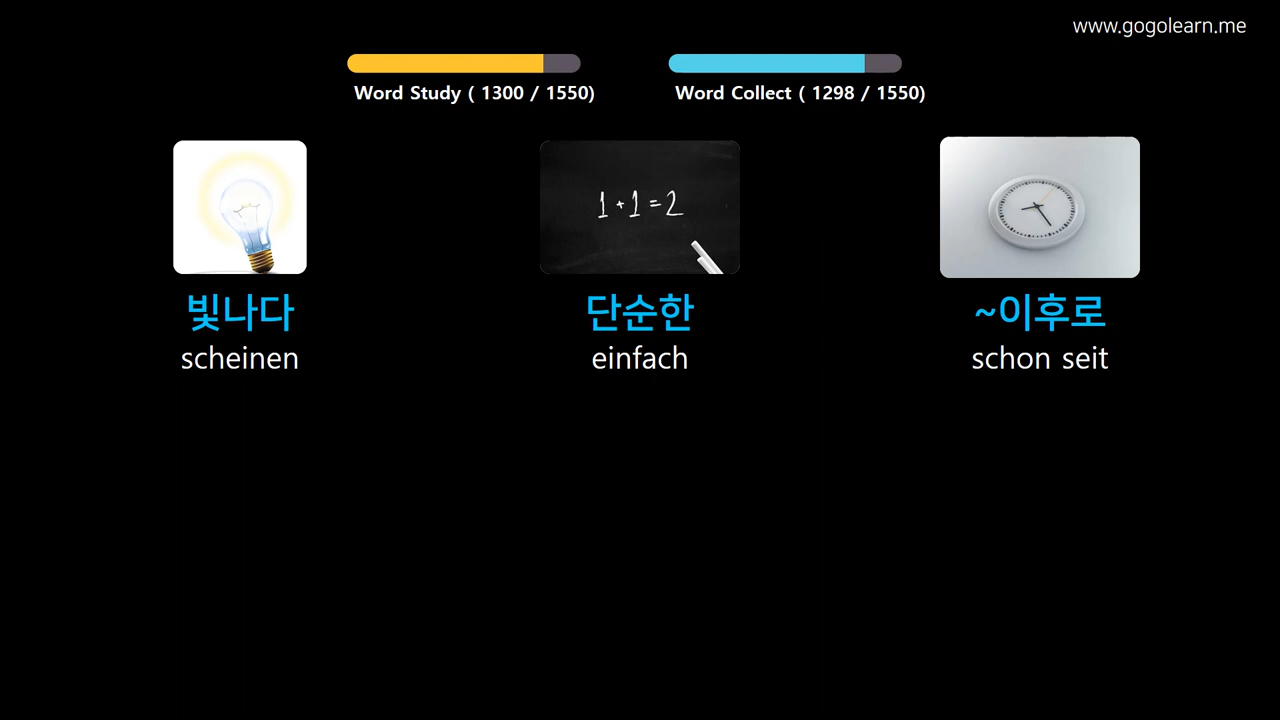 www.gogolearn.me
Word Study ( 1300 / 1550)
Word Collect ( 1298 / 1550)
1+1=2
빛나다
단순한
~이후로
scheinen
einfach
schon seit